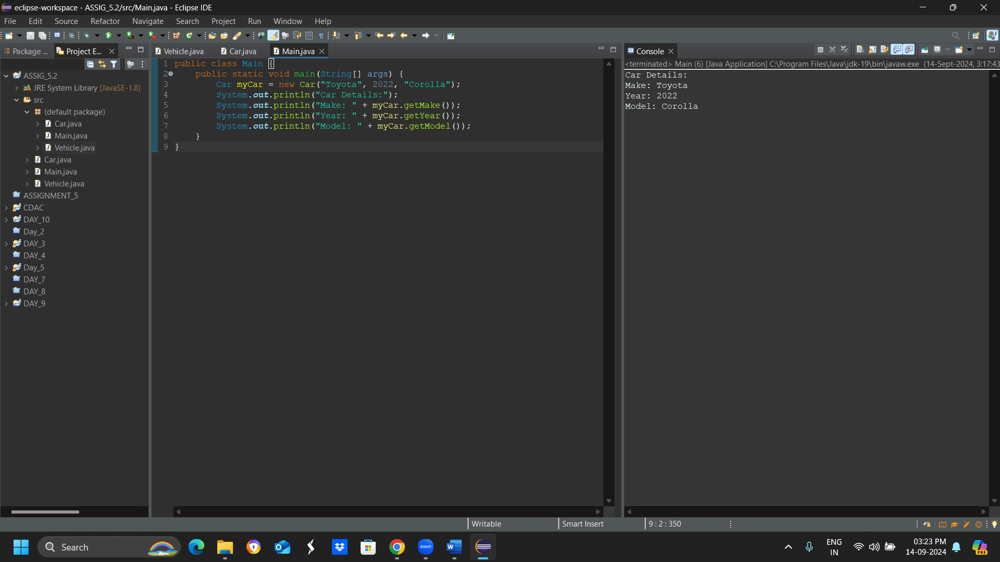 eclipse-workspace - ASSIG_5.2/src/Main.java - Eclipse IDE
File Edit Source Refactor Navigate Search Project Run Window Help
Package ...
Project E...
ASSIG_5.2
JRE System Library [JavaSE-1.8]
src
(default package)
Car.java
Main.java
Vehicle.java
Car.java
Main.java
Vehicle.java
ASSIGNMENT_5
CDAC
DAY_10
Day_2
DAY_3
DAY_4
Day_5
DAY_7
DAY_8
DAY_9
Vehicle.java Car.java Main.java
1 public class Main {
2 public static void main(String[] args) {
3 Car myCar = new Car("Toyota", 2022, "Corolla");
4 System.out.println("Car Details:");
5 System.out.println("Make: " + myCar.getMake());
6 System.out.println("Year: " + myCar.getYear());
7 System.out.println("Model: " + myCar.getModel());
8 }
9 }
Console
<terminated> Main (6) [Java Application] C:\Program Files\Java\jdk-19\bin\javaw.exe (14-Sept-2024, 3:17:43
Car Details:
Make: Toyota
Year: 2022
Model: Corolla
Writable Smart Insert 9 : 2 : 350
Search
zoom
W
ENG
IN
03:23 PM
14-09-2024
PRE